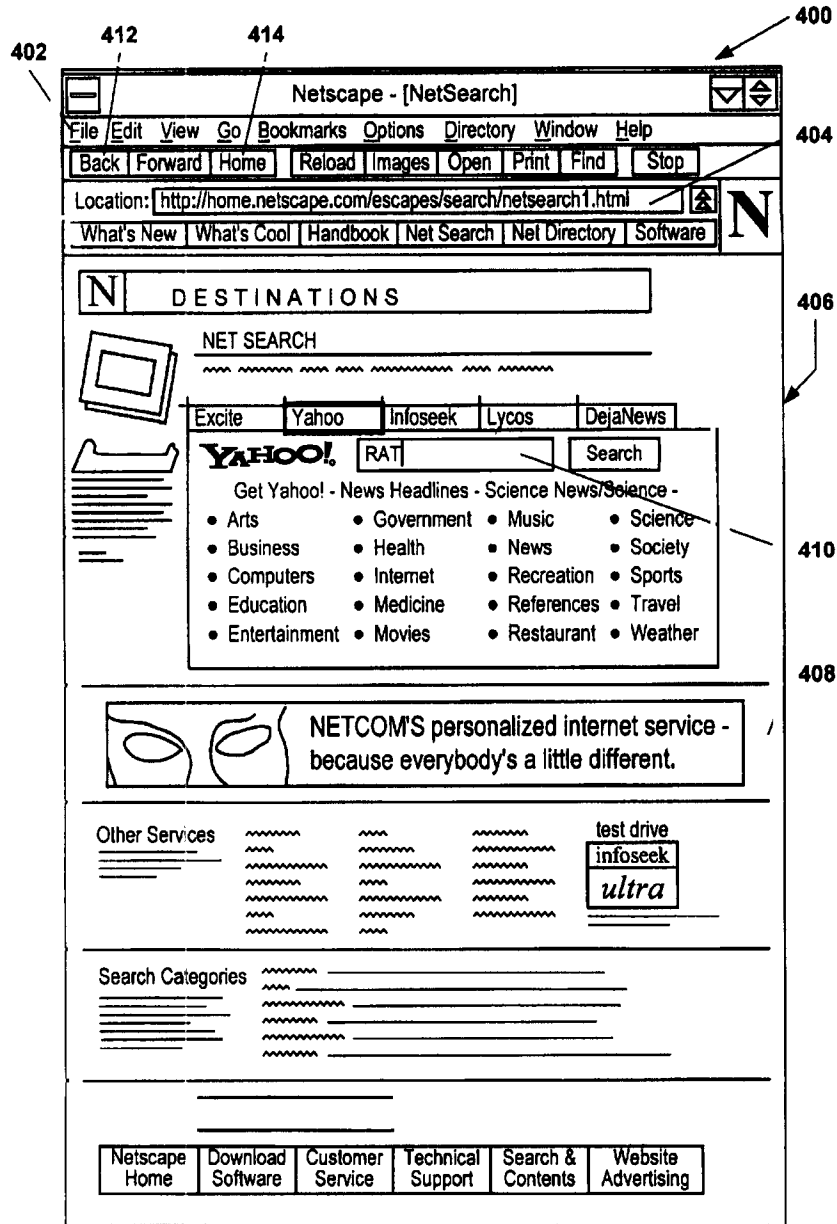 400
412 414
402
Netscape - [NetSearch]
File Edit View Go Bookmarks Options Directory Window Help
404
Back Forward Home Reload Images Open Print Find Stop
Location: http://home.netscape.com/escapes/search/netsearch1.html
N
What's New What's Cool Handbook Net Search Net Directory Software
N DESTINATIONS
406
NET SEARCH
Excite Yahoo Infoseek Lycos DejaNews
YAHOO! RAT Search
Get Yahoo! - News Headlines - Science News/Science -
• Arts • Government • Music • Science
410
• Business • Health • News • Society
• Computers • Internet • Recreation • Sports
• Education • Medicine • References • Travel
• Entertainment • Movies • Restaurant • Weather
408
NETCOM'S personalized internet service -
because everybody's a little different.
Other Services test drive
infoseek
ultra
Search Categories
Netscape Download Customer Technical Search & Website
Home Software Service Support Contents Advertising